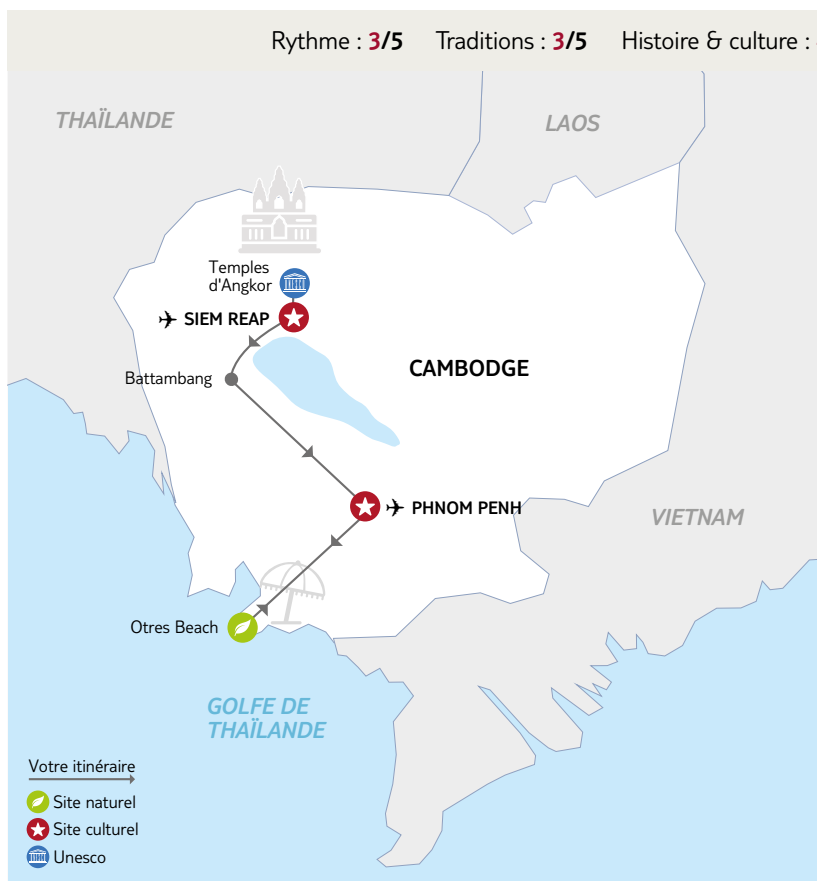 Rythme : 3/5 Traditions : 3/5 Histoire & culture :
THAÏLANDE
LAOS
Temples
d'Angkor
SIEM REAP
Battambang
CAMBODGE
PHNOM PENH
VIETNAM
Otres Beach
GOLFE DE
THAÏLANDE
Votre itinéraire
Site naturel
Site culturel
Unesco